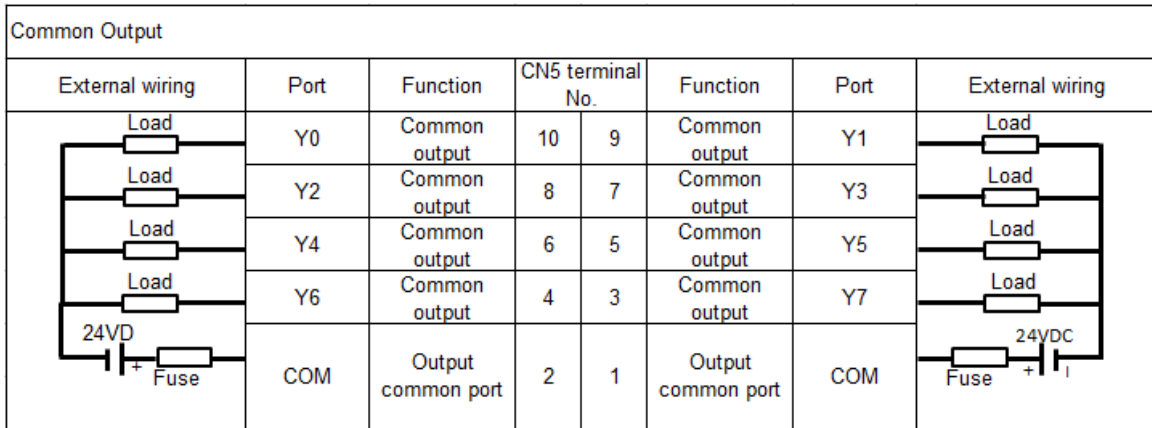 Common Output
External wiring Port Function CN5 terminal No. Function Port External wiring
Load Y0 Common output 10 9 Common output Y1 Load
Load Y2 Common output 8 7 Common output Y3 Load
Load Y4 Common output 6 5 Common output Y5 Load
Load Y6 Common output 4 3 Common output Y7 Load
24VD + Fuse COM Output common port 2 1 Output common port COM Fuse + 24VDC